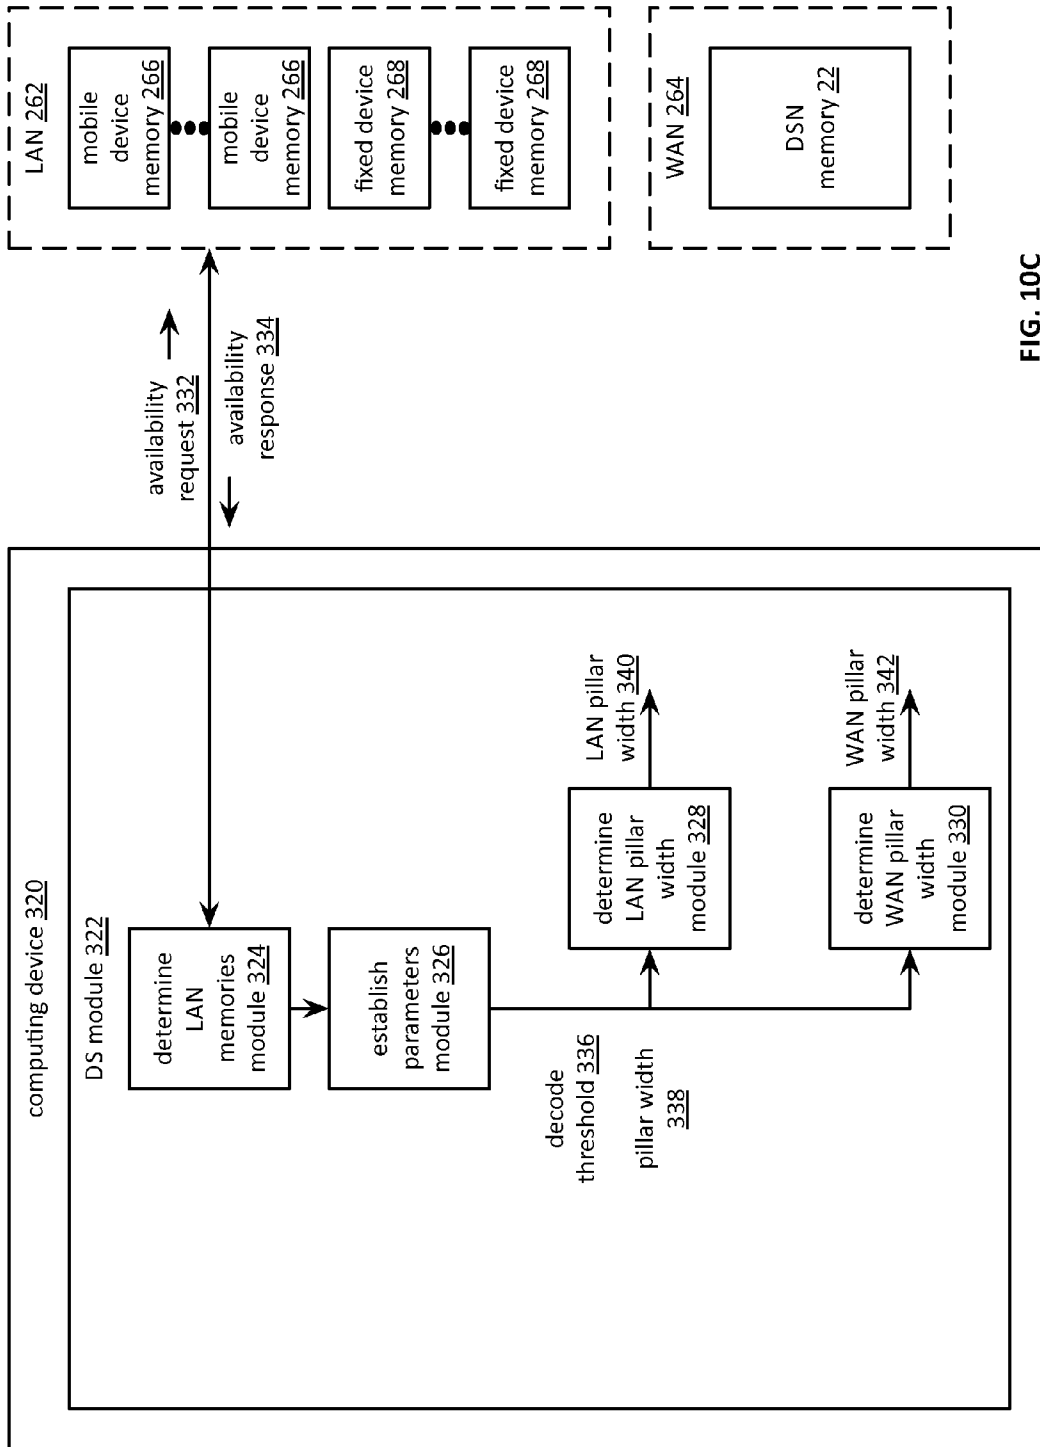 computing device 320
DS module 322
determine
LAN
memories
module 324
establish
parameters
module 326
decode
threshold 336
pillar width
338
determine
LAN pillar
width
module 328
LAN pillar
width 340
determine
WAN pillar
width
module 330
WAN pillar
width 342
availability
request 332
availability
response 334
LAN 262
mobile
device
memory 266
mobile
device
memory 266
fixed device
memory 268
fixed device
memory 268
WAN 264
DSN
memory 22
FIG. 10C